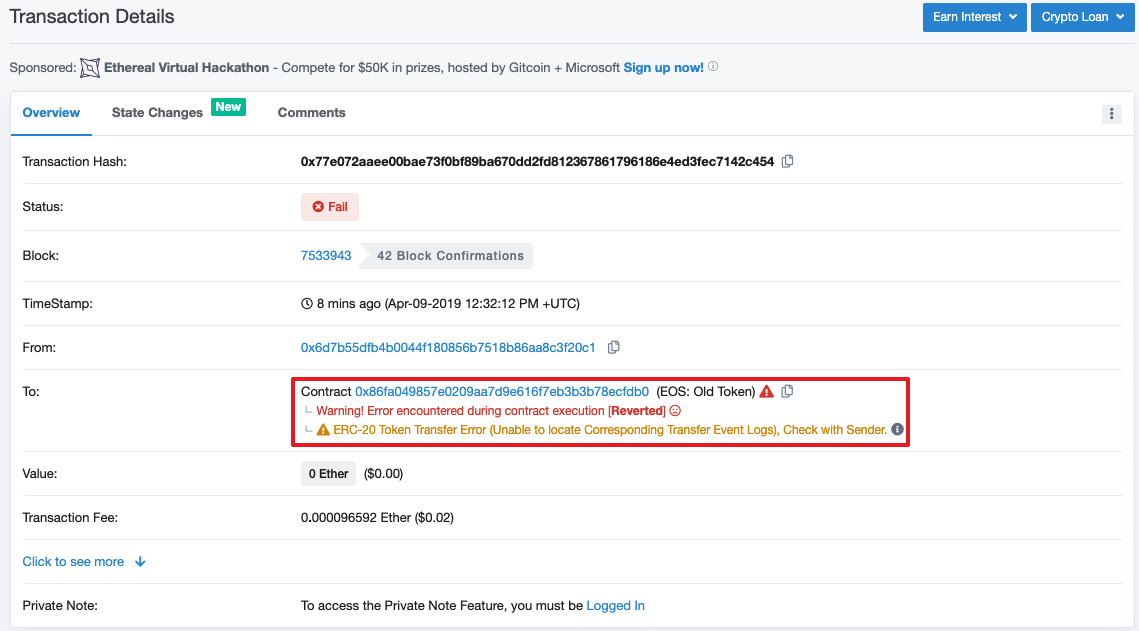 Transaction Details
Earn Interest
Crypto Loan
Sponsored: Ethereal Virtual Hackathon - Compete for $50K in prizes, hosted by Gitcoin + Microsoft Sign up now!
Overview
State Changes New
Comments
Transaction Hash: 0x77e072aaee00bae73f0bf89ba670dd2fd812367861796186e4ed3fec7142c454
Status: Fail
Block: 7533943 42 Block Confirmations
TimeStamp: 8 mins ago (Apr-09-2019 12:32:12 PM +UTC)
From: 0x6d7b55dfb4b0044f180856b7518b86aa8c3f20c1
To: Contract 0x86fa049857e0209aa7d9e616f7eb3b3b78ecfdb0 (EOS: Old Token)
Warning! Error encountered during contract execution [Reverted]
ERC-20 Token Transfer Error (Unable to locate Corresponding Transfer Event Logs), Check with Sender.
Value: 0 Ether ($0.00)
Transaction Fee: 0.000096592 Ether ($0.02)
Click to see more
Private Note: To access the Private Note Feature, you must be Logged In